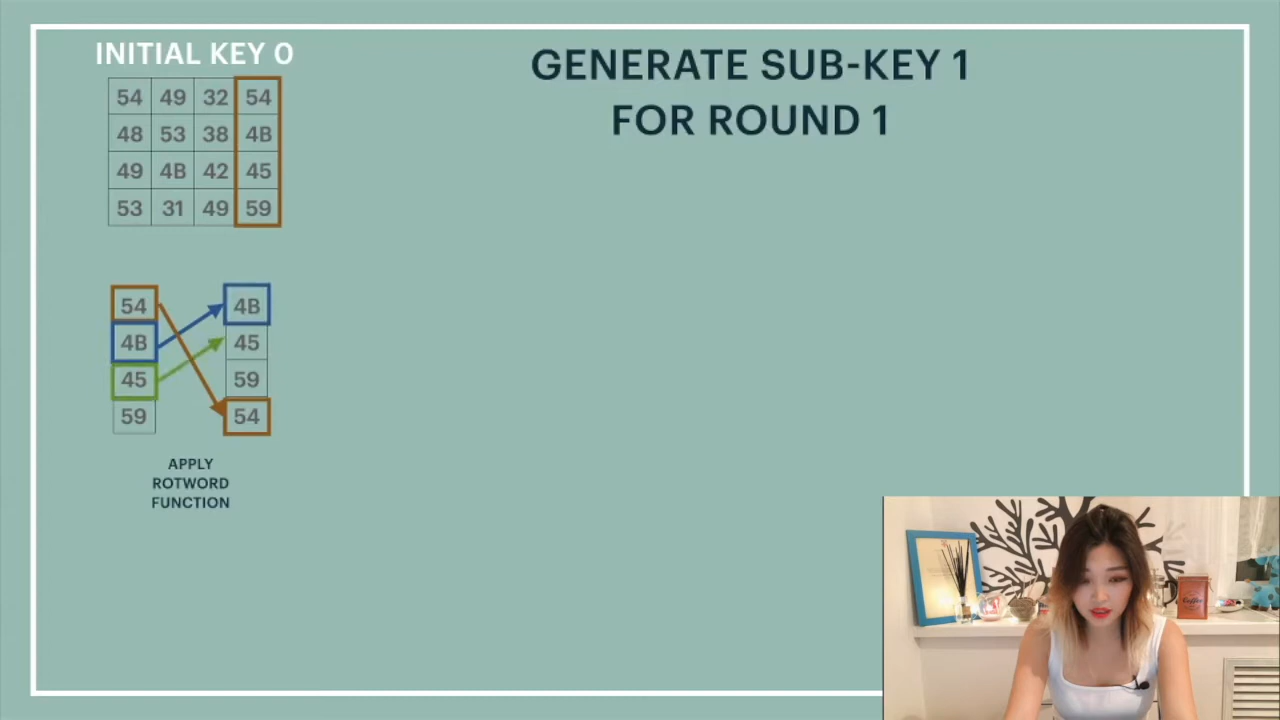 INITIAL KEY 0
54 49 32 54
48 53 38 4B
49 4B 42 45
53 31 49 59
GENERATE SUB-KEY 1
FOR ROUND 1
54 4B
4B 45
45 59
59 54
APPLY
ROTWORD
FUNCTION
Coffee